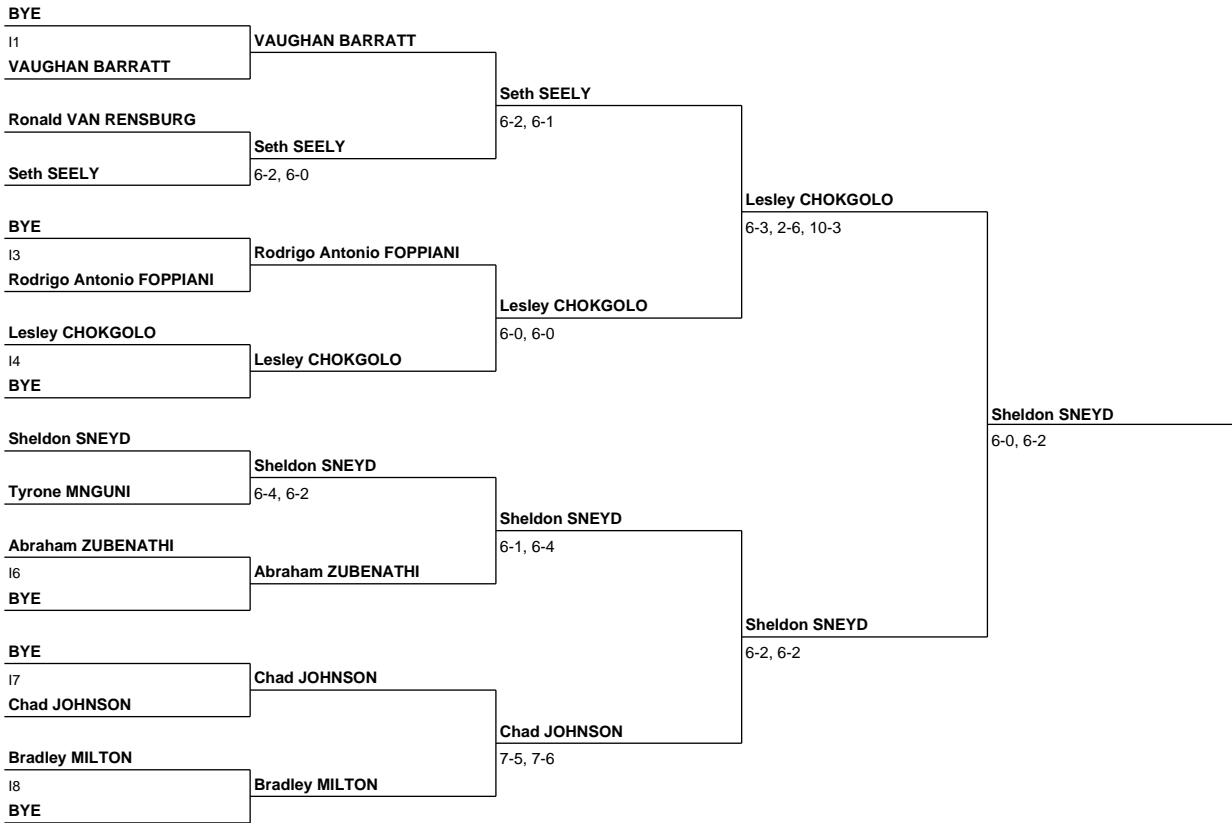 BYE
I1
VAUGHAN BARRATT
VAUGHAN BARRATT
Ronald VAN RENSBURG
Seth SEELY
Seth SEELY
6-2, 6-0
Seth SEELY
6-2, 6-1
BYE
I3
Rodrigo Antonio FOPPIANI
Rodrigo Antonio FOPPIANI
Lesley CHOKGOLO
I4
BYE
Lesley CHOKGOLO
Lesley CHOKGOLO
6-0, 6-0
Lesley CHOKGOLO
6-3, 2-6, 10-3
Sheldon SNEYD
Tyrone MNGUNI
Sheldon SNEYD
6-4, 6-2
Abraham ZUBENATHI
I6
BYE
Abraham ZUBENATHI
Sheldon SNEYD
6-1, 6-4
BYE
I7
Chad JOHNSON
Chad JOHNSON
Bradley MILTON
I8
BYE
Bradley MILTON
Chad JOHNSON
7-5, 7-6
Sheldon SNEYD
6-2, 6-2
Sheldon SNEYD
6-0, 6-2